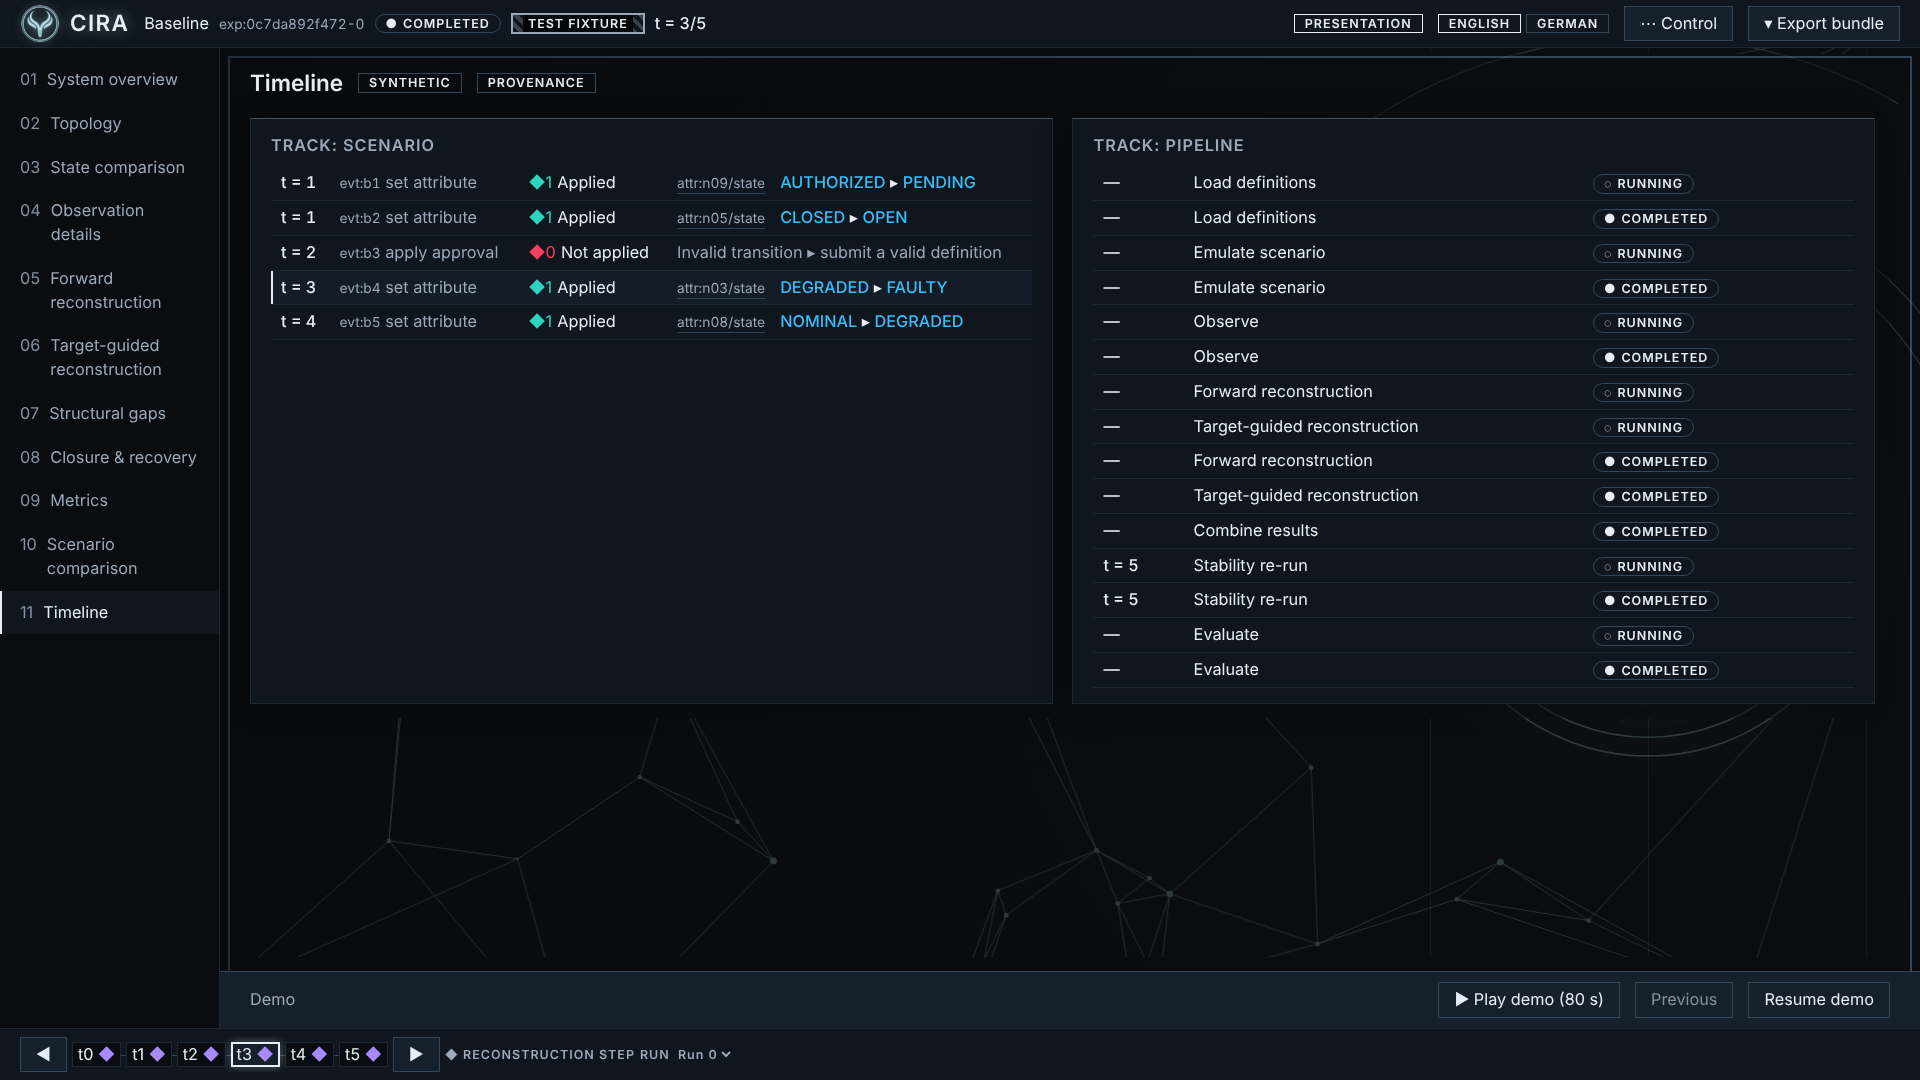 CIRA Baseline exp:0c7da892f472-0 COMPLETED TEST FIXTURE t = 3/5 PRESENTATION ENGLISH GERMAN ⋯ Control ▾ Export bundle
01 System overview
02 Topology
03 State comparison
04 Observation
details
05 Forward
reconstruction
06 Target-guided
reconstruction
07 Structural gaps
08 Closure & recovery
09 Metrics
10 Scenario
comparison
11 Timeline
Timeline SYNTHETIC PROVENANCE
TRACK: SCENARIO
t = 1 evt:b1 set attribute ◆1 Applied attr:n09/state AUTHORIZED ▸ PENDING
t = 1 evt:b2 set attribute ◆1 Applied attr:n05/state CLOSED ▸ OPEN
t = 2 evt:b3 apply approval ◆0 Not applied Invalid transition ▸ submit a valid definition
t = 3 evt:b4 set attribute ◆1 Applied attr:n03/state DEGRADED ▸ FAULTY
t = 4 evt:b5 set attribute ◆1 Applied attr:n08/state NOMINAL ▸ DEGRADED
TRACK: PIPELINE
— Load definitions ○ RUNNING
— Load definitions ● COMPLETED
— Emulate scenario ○ RUNNING
— Emulate scenario ● COMPLETED
— Observe ○ RUNNING
— Observe ● COMPLETED
— Forward reconstruction ○ RUNNING
— Target-guided reconstruction ○ RUNNING
— Forward reconstruction ● COMPLETED
— Target-guided reconstruction ● COMPLETED
— Combine results ● COMPLETED
t = 5 Stability re-run ○ RUNNING
t = 5 Stability re-run ● COMPLETED
— Evaluate ○ RUNNING
— Evaluate ● COMPLETED
Demo ▶ Play demo (80 s) Previous Resume demo
◀ t0 ◆ t1 ◆ t2 ◆ t3 ◆ t4 ◆ t5 ◆ ▶ ◆ RECONSTRUCTION STEP RUN Run 0